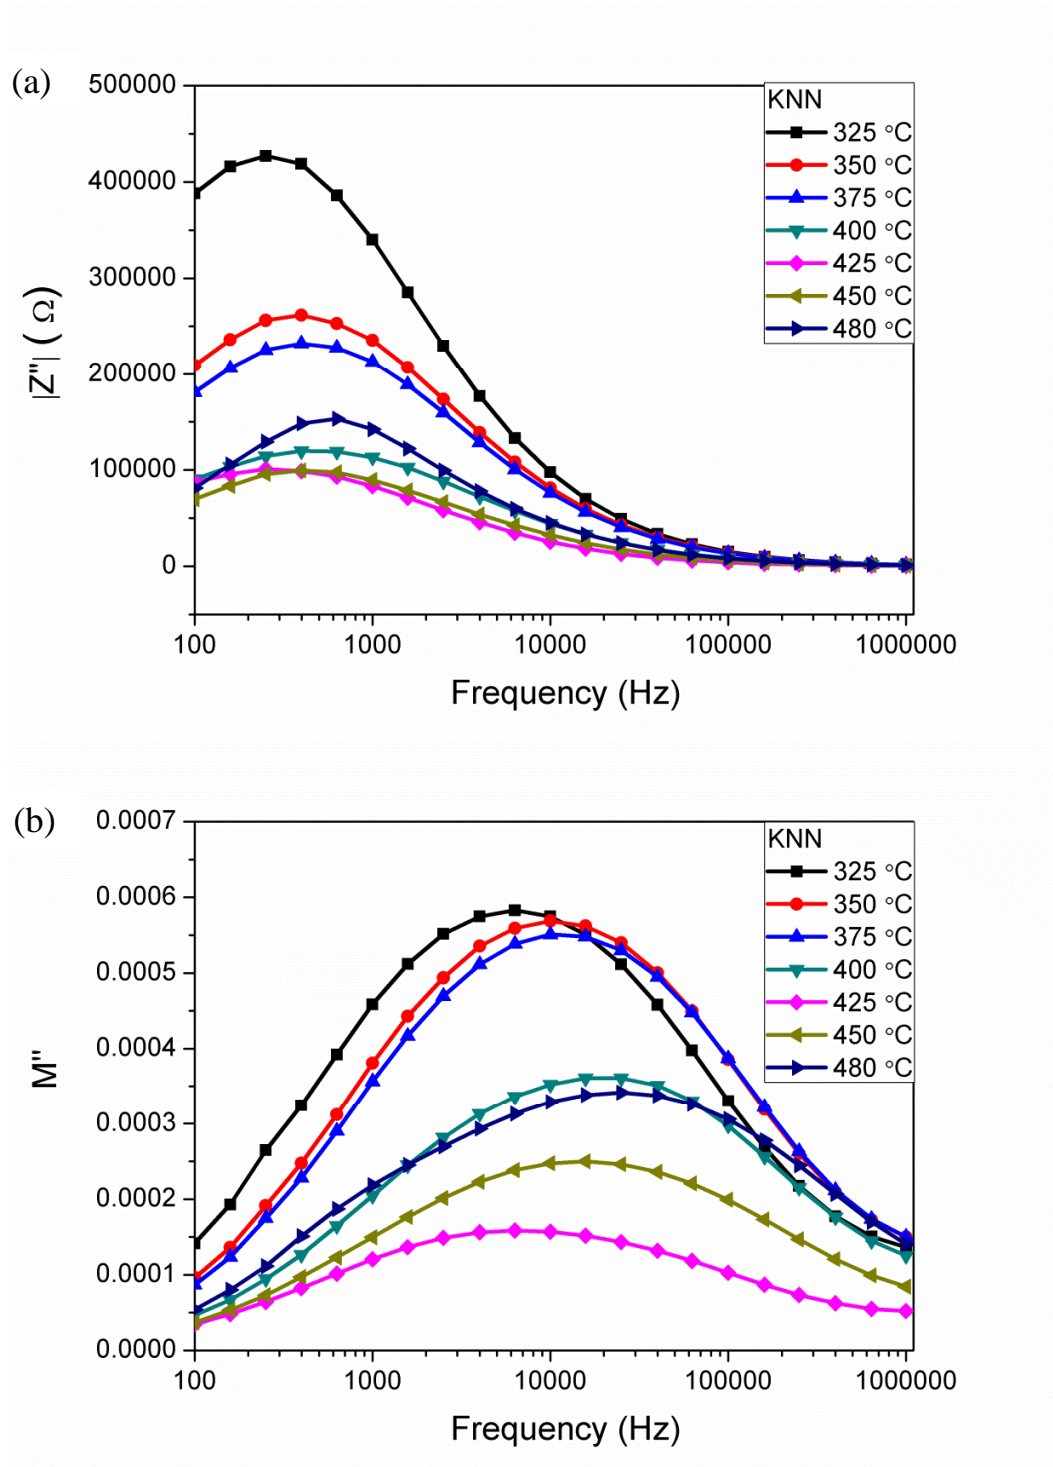 (a)
500000
400000
300000
200000
100000
0
|Z"| ( Ω)
100 1000 10000 100000 1000000
Frequency (Hz)
KNN
325 °C
350 °C
375 °C
400 °C
425 °C
450 °C
480 °C
(b)
0.0007
0.0006
0.0005
0.0004
0.0003
0.0002
0.0001
0.0000
M"
100 1000 10000 100000 1000000
Frequency (Hz)
KNN
325 °C
350 °C
375 °C
400 °C
425 °C
450 °C
480 °C